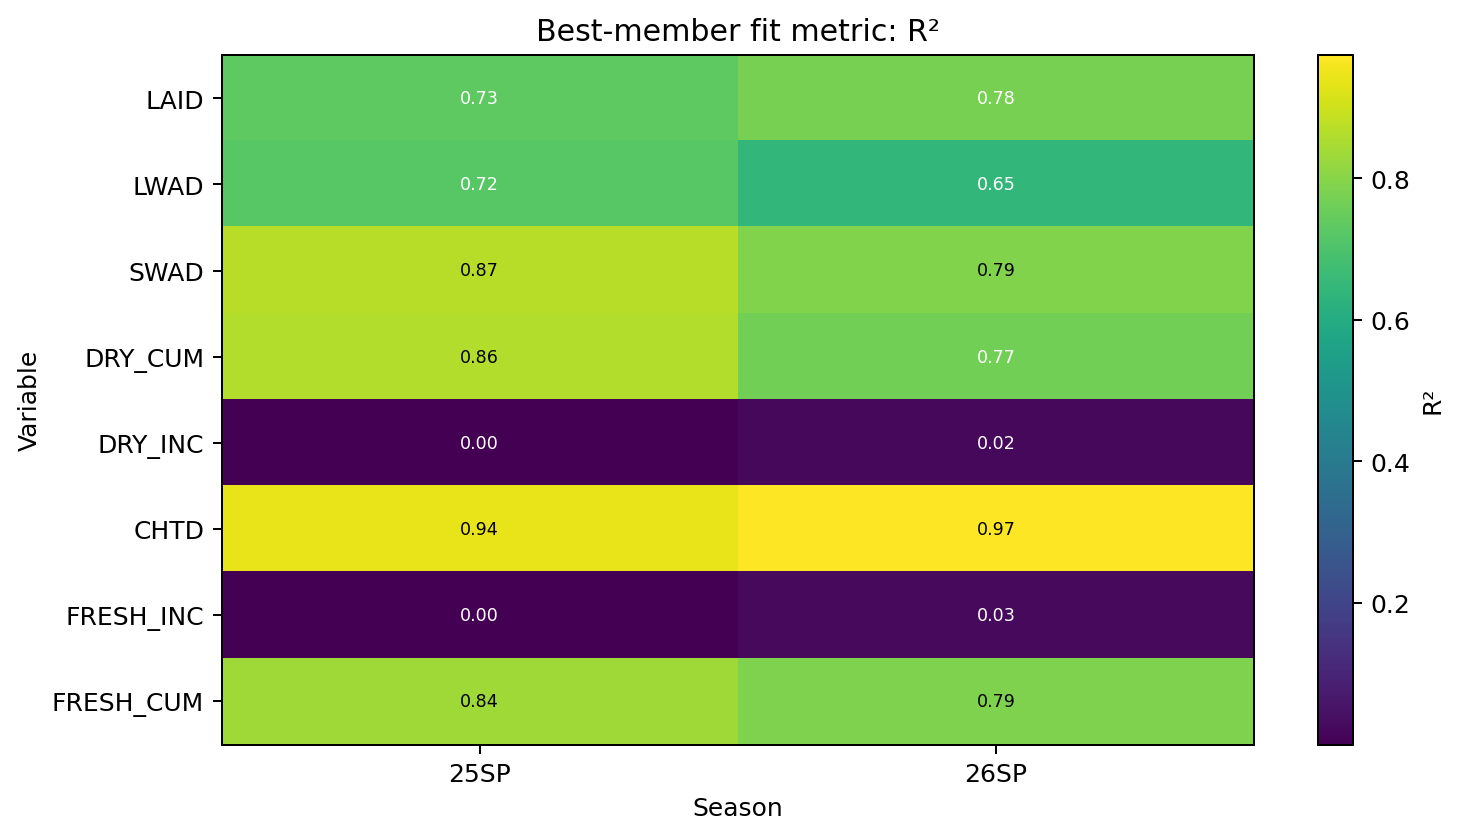 Best-member fit metric: R²
LAID 0.73 0.78
LWAD 0.72 0.65
SWAD 0.87 0.79
DRY_CUM 0.86 0.77
DRY_INC 0.00 0.02
CHTD 0.94 0.97
FRESH_INC 0.00 0.03
FRESH_CUM 0.84 0.79
25SP 26SP
Season
Variable
0.8
0.6
0.4
0.2
R²